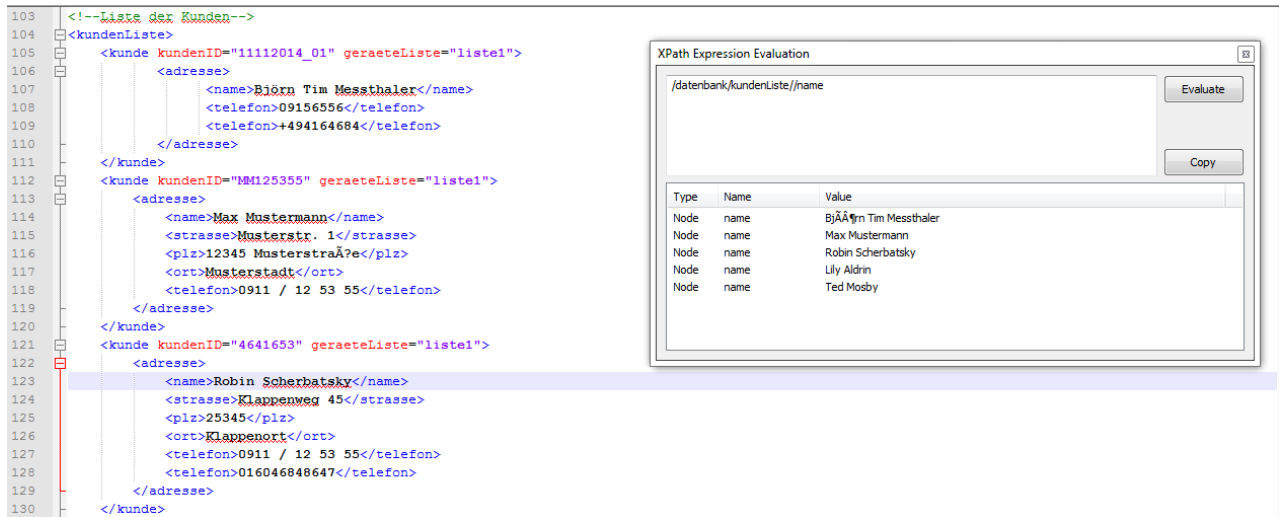 103 <!--Liste der Kunden-->
104 <kundenListe>
105 <kunde kundenID="11112014_01" geraeteListe="liste1">
106 <adresse>
107 <name>Björn Tim Messthaler</name>
108 <telefon>09156556</telefon>
109 <telefon>+494164684</telefon>
110 </adresse>
111 </kunde>
112 <kunde kundenID="MM125355" geraeteListe="liste1">
113 <adresse>
114 <name>Max Mustermann</name>
115 <strasse>Musterstr. 1</strasse>
116 <plz>12345 MusterstraÃ?e</plz>
117 <ort>Musterstadt</ort>
118 <telefon>0911 / 12 53 55</telefon>
119 </adresse>
120 </kunde>
121 <kunde kundenID="4641653" geraeteListe="liste1">
122 <adresse>
123 <name>Robin Scherbatsky</name>
124 <strasse>Klappenweg 45</strasse>
125 <plz>25345</plz>
126 <ort>Klappenort</ort>
127 <telefon>0911 / 12 53 55</telefon>
128 <telefon>016046848647</telefon>
129 </adresse>
130 </kunde>
XPath Expression Evaluation
/datenbank/kundenListe//name
Evaluate
Copy
Type Name Value
Node name BjÃÂ¶rn Tim Messthaler
Node name Max Mustermann
Node name Robin Scherbatsky
Node name Lily Aldrin
Node name Ted Mosby